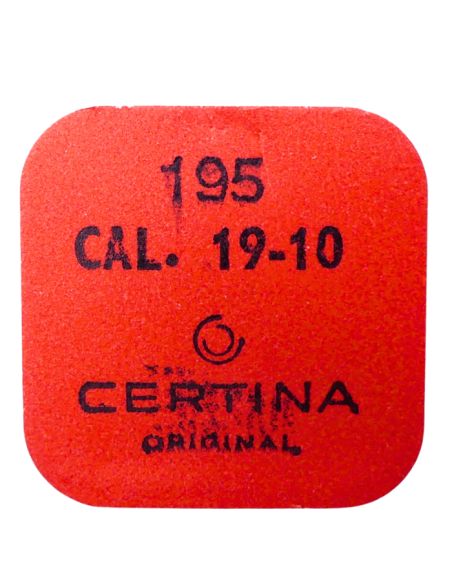 195
CAL. 19-10
CERTINA
ORIGINAL